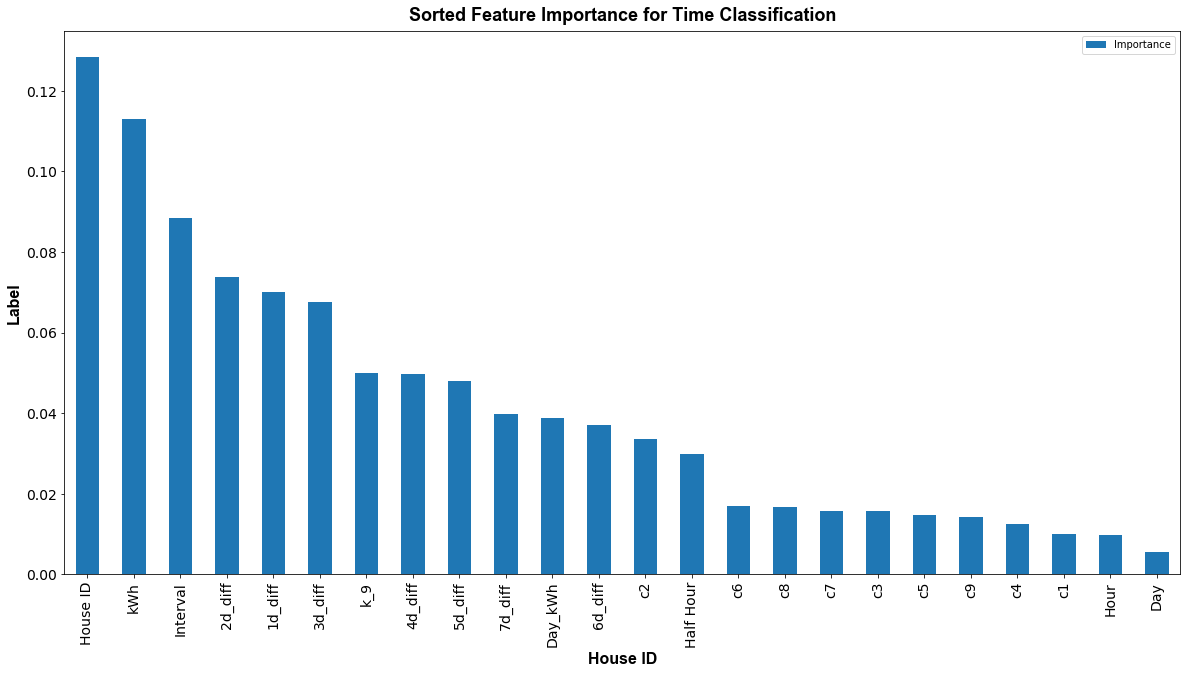 Sorted Feature Importance for Time Classification
Importance
0.12
0.10
0.08
0.06
0.04
0.02
0.00
Label
House ID
kWh
Interval
2d_diff
1d_diff
3d_diff
k_9
4d_diff
5d_diff
7d_diff
Day_kWh
6d_diff
c2
Half Hour
c6
c8
c7
c3
c5
c9
c4
c1
Hour
Day
House ID